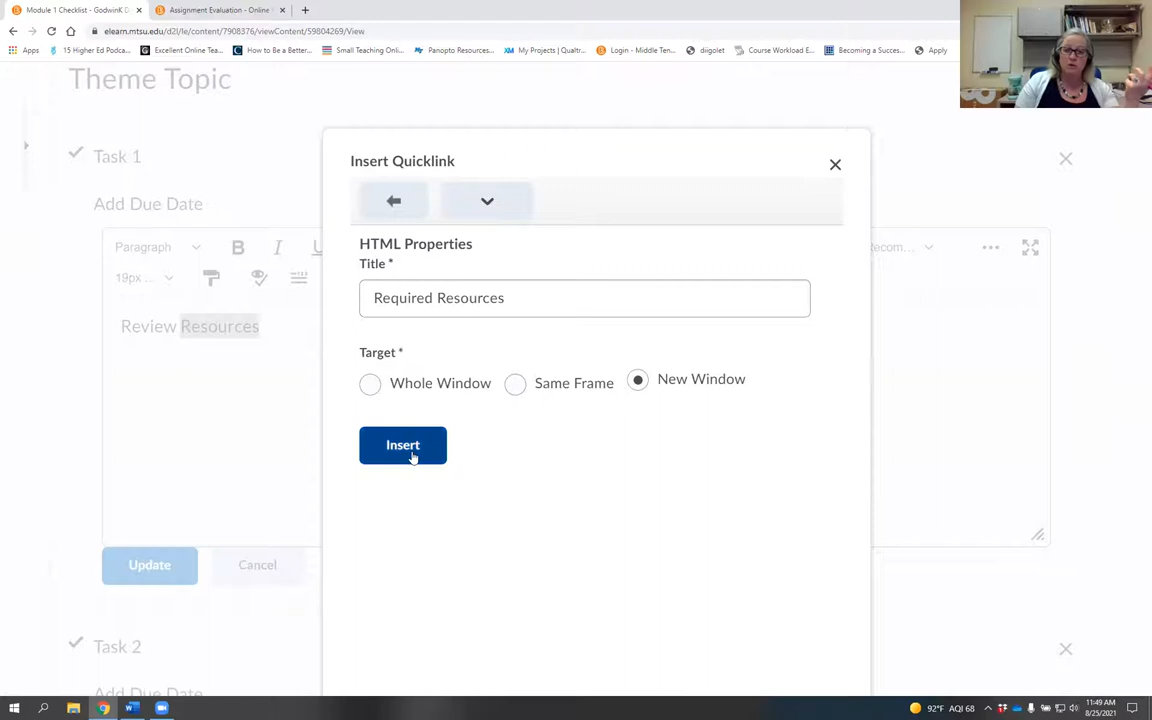 Module 1 Checklist - GodwinK D
Assignment Evaluation - Online
elearn.mtsu.edu/d2l/le/content/7908376/viewContent/59804269/View
Blackboard
15 Higher Ed Podca...
Excellent Online Tea...
How to Be a Better...
Small Teaching Onli...
Panopto Resources...
My Projects | Qualtr...
Login - Middle Ten...
diigolet
Course Workload E...
Becoming a Succes...
Apply
Theme Topic
Task 1
Add Due Date
Paragraph
B
I
U
Recom...
19px ...
Review Resources
Update
Cancel
Insert Quicklink
HTML Properties
Title *
Required Resources
Target *
Whole Window
Same Frame
New Window
Insert
Task 2
Add Due Date
92°F AQI 68
11:49 AM
8/25/2021